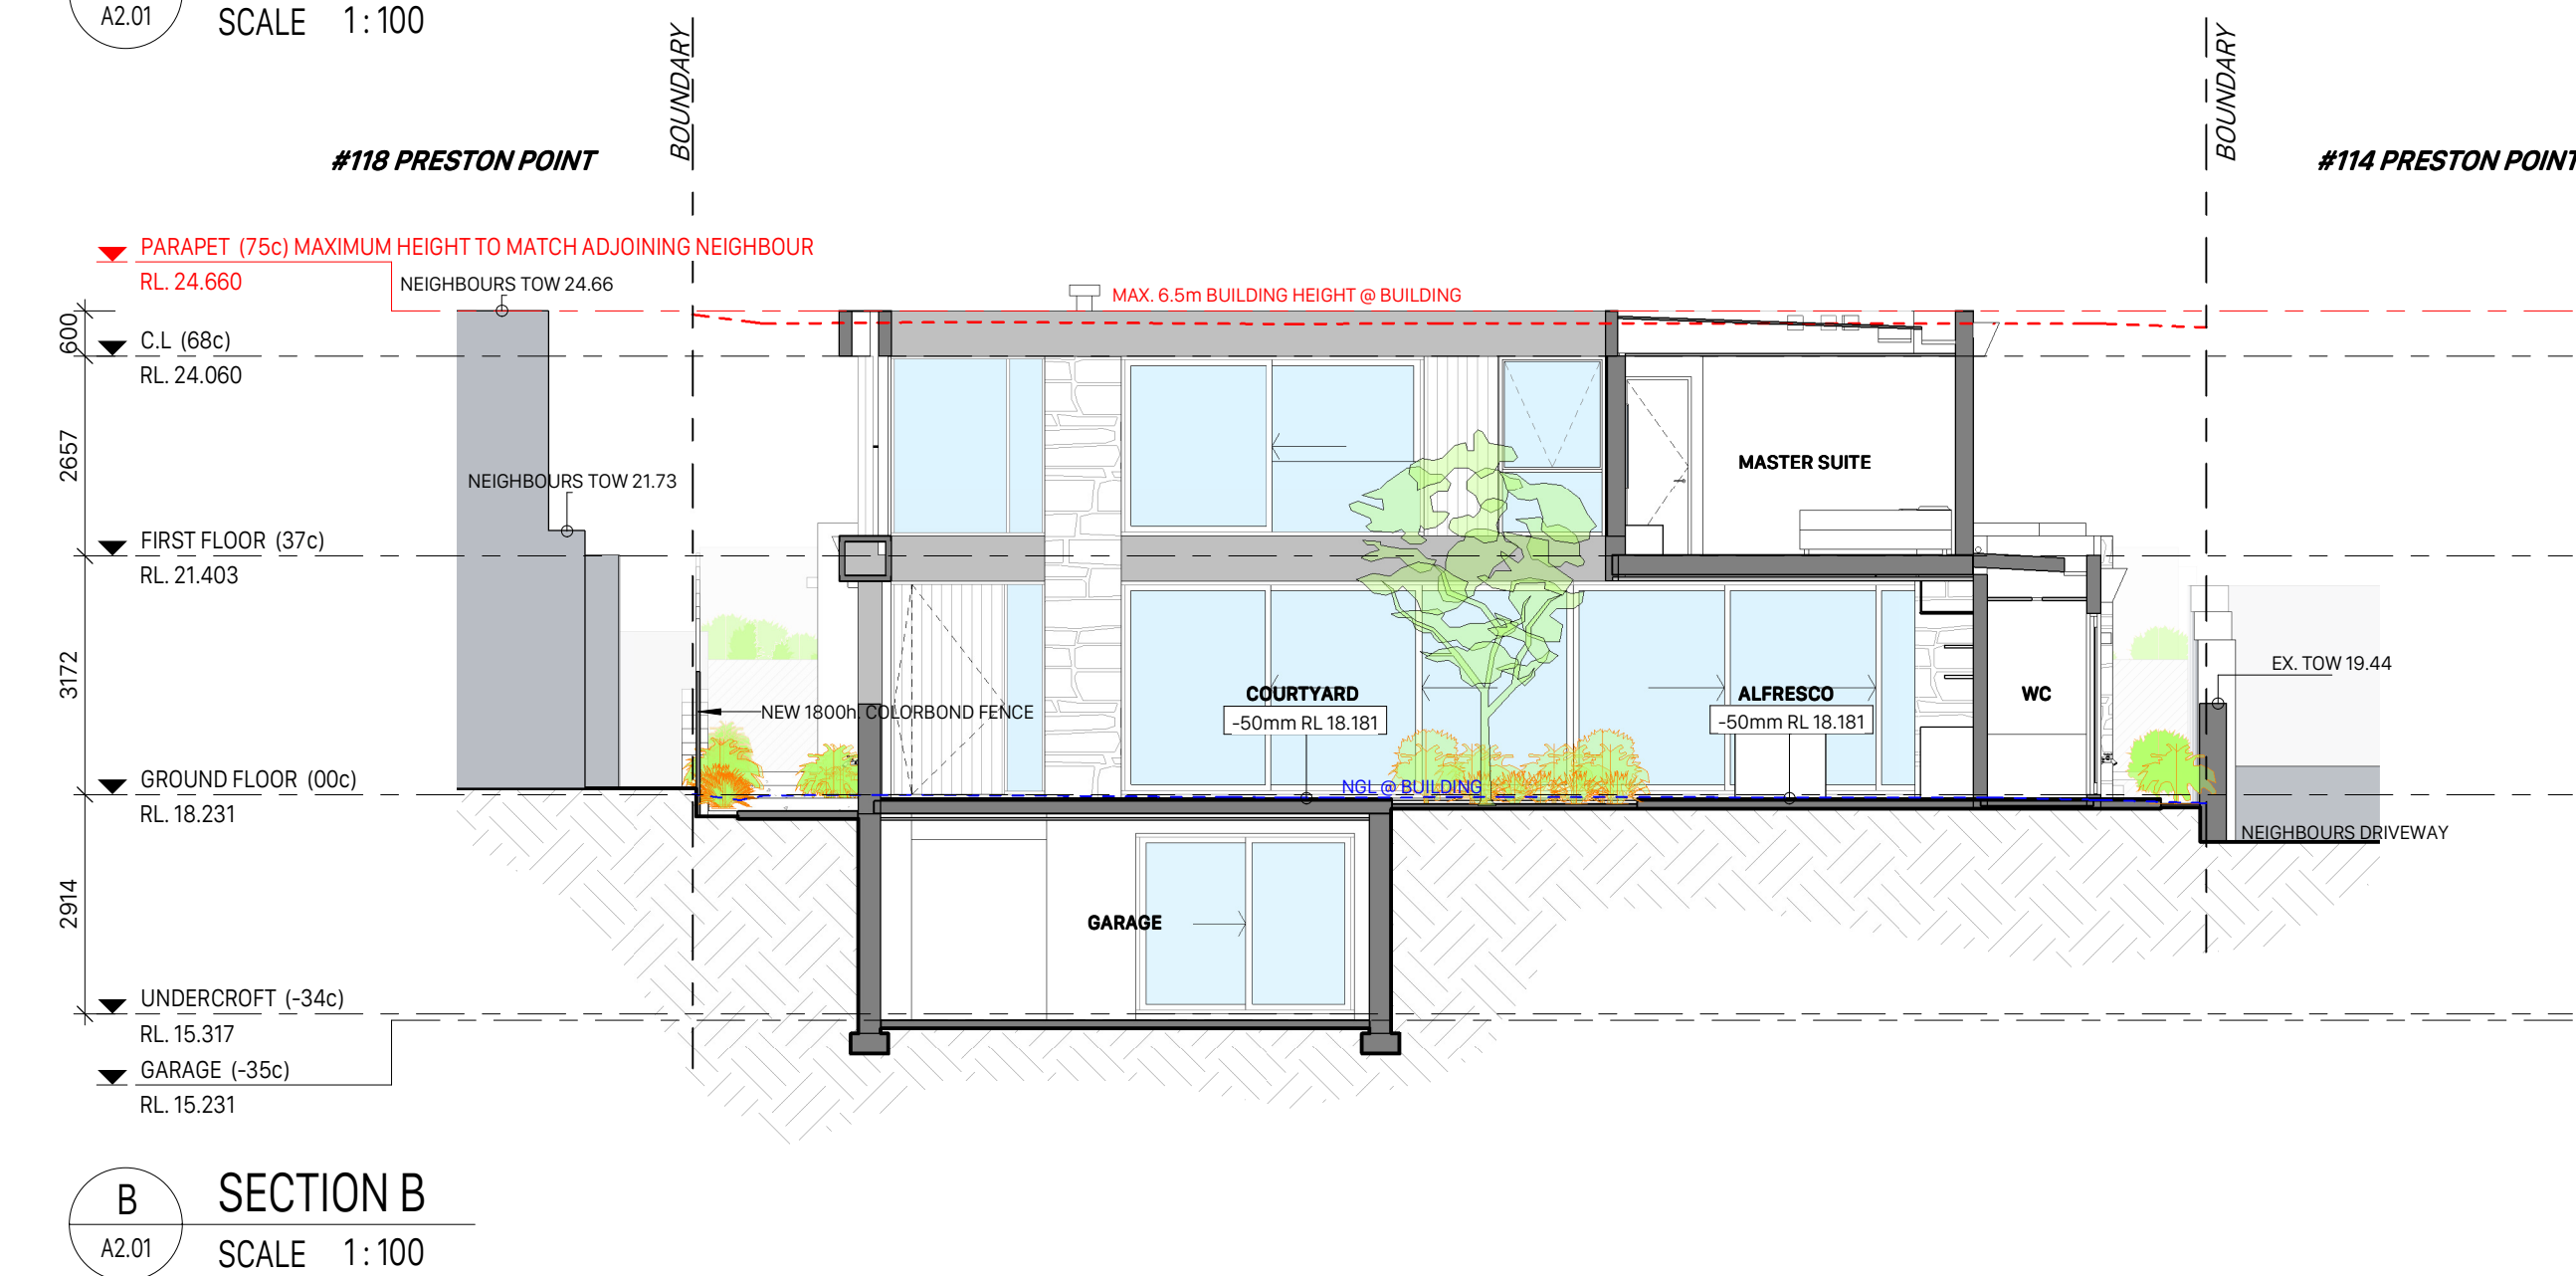 A2.01
SCALE 1 : 100
BOUNDARY
BOUNDARY
#118 PRESTON POINT
#114 PRESTON POINT
PARAPET (75c) MAXIMUM HEIGHT TO MATCH ADJOINING NEIGHBOUR
RL. 24.660
NEIGHBOURS TOW 24.66
MAX. 6.5m BUILDING HEIGHT @ BUILDING
600
C.L (68c)
RL. 24.060
2657
MASTER SUITE
NEIGHBOURS TOW 21.73
FIRST FLOOR (37c)
RL. 21.403
3172
EX. TOW 19.44
COURTYARD
-50mm RL 18.181
ALFRESCO
-50mm RL 18.181
WC
NEW 1800h. COLORBOND FENCE
GROUND FLOOR (00c)
RL. 18.231
NGL @ BUILDING
NEIGHBOURS DRIVEWAY
2914
GARAGE
UNDERCROFT (-34c)
RL. 15.317
GARAGE (-35c)
RL. 15.231
B
A2.01
SECTION B
SCALE 1 : 100